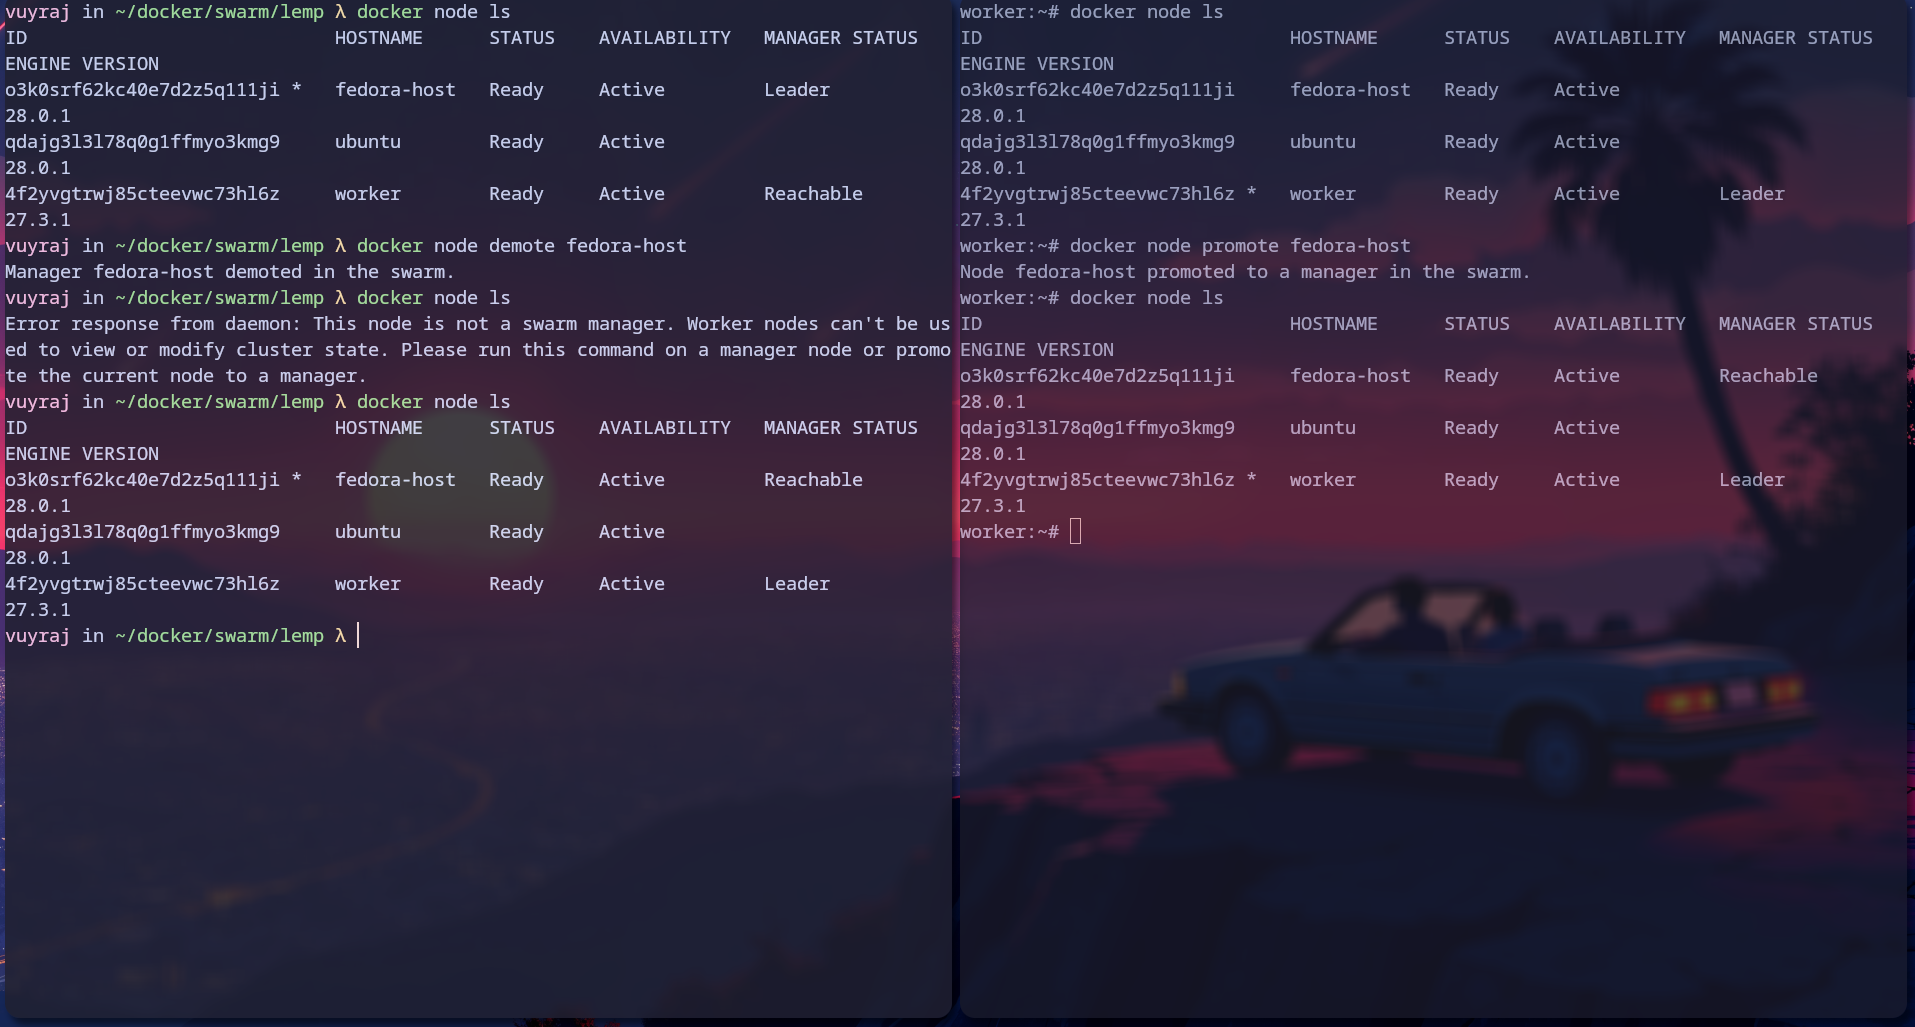 vuyraj in ~/docker/swarm/lemp λ docker node ls
ID                            HOSTNAME      STATUS    AVAILABILITY   MANAGER STATUS
ENGINE VERSION
o3k0srf62kc40e7d2z5q111ji *   fedora-host   Ready     Active         Leader
28.0.1
qdajg3l3l78q0g1ffmyo3kmg9     ubuntu        Ready     Active
28.0.1
4f2yvgtrwj85cteevwc73hl6z     worker        Ready     Active         Reachable
27.3.1
vuyraj in ~/docker/swarm/lemp λ docker node demote fedora-host
Manager fedora-host demoted in the swarm.
vuyraj in ~/docker/swarm/lemp λ docker node ls
Error response from daemon: This node is not a swarm manager. Worker nodes can't be us
ed to view or modify cluster state. Please run this command on a manager node or promo
te the current node to a manager.
vuyraj in ~/docker/swarm/lemp λ docker node ls
ID                            HOSTNAME      STATUS    AVAILABILITY   MANAGER STATUS
ENGINE VERSION
o3k0srf62kc40e7d2z5q111ji *   fedora-host   Ready     Active         Reachable
28.0.1
qdajg3l3l78q0g1ffmyo3kmg9     ubuntu        Ready     Active
28.0.1
4f2yvgtrwj85cteevwc73hl6z     worker        Ready     Active         Leader
27.3.1
vuyraj in ~/docker/swarm/lemp λ
worker:~# docker node ls
ID                            HOSTNAME      STATUS    AVAILABILITY   MANAGER STATUS
ENGINE VERSION
o3k0srf62kc40e7d2z5q111ji     fedora-host   Ready     Active
28.0.1
qdajg3l3l78q0g1ffmyo3kmg9     ubuntu        Ready     Active
28.0.1
4f2yvgtrwj85cteevwc73hl6z *   worker        Ready     Active         Leader
27.3.1
worker:~# docker node promote fedora-host
Node fedora-host promoted to a manager in the swarm.
worker:~# docker node ls
ID                            HOSTNAME      STATUS    AVAILABILITY   MANAGER STATUS
ENGINE VERSION
o3k0srf62kc40e7d2z5q111ji     fedora-host   Ready     Active         Reachable
28.0.1
qdajg3l3l78q0g1ffmyo3kmg9     ubuntu        Ready     Active
28.0.1
4f2yvgtrwj85cteevwc73hl6z *   worker        Ready     Active         Leader
27.3.1
worker:~#